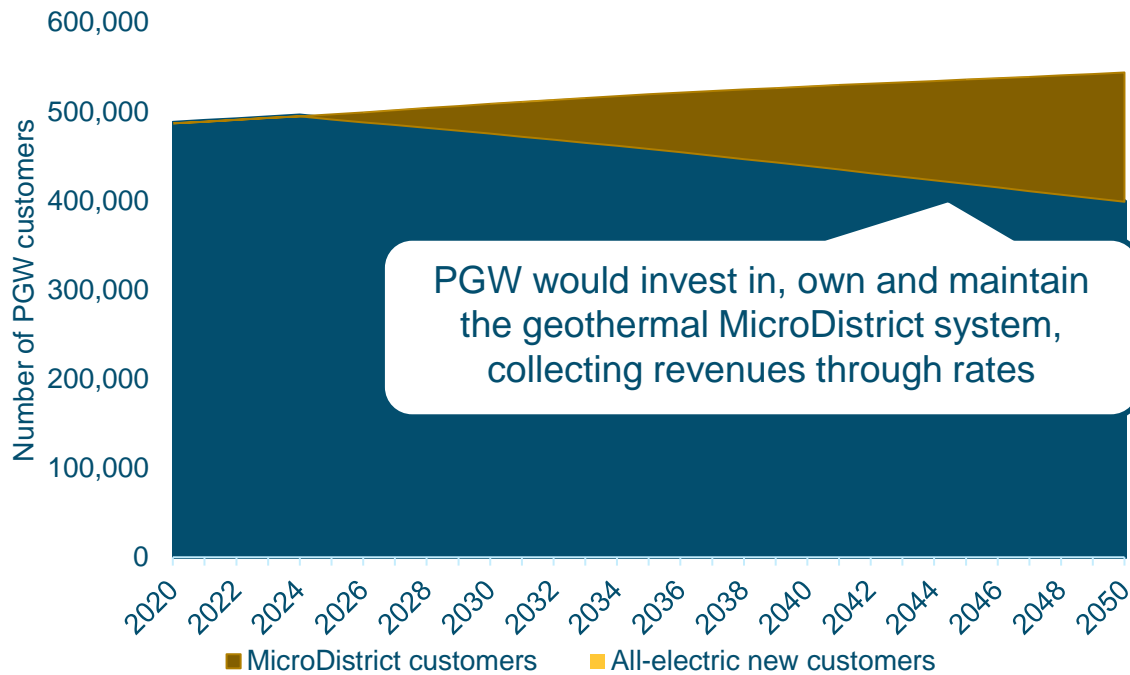 600,000
500,000
400,000
300,000
200,000
100,000
0
Number of PGW customers
PGW would invest in, own and maintain
the geothermal MicroDistrict system,
collecting revenues through rates
2020 2022 2024 2026 2028 2030 2032 2034 2036 2038 2040 2042 2044 2046 2048 2050
MicroDistrict customers All-electric new customers